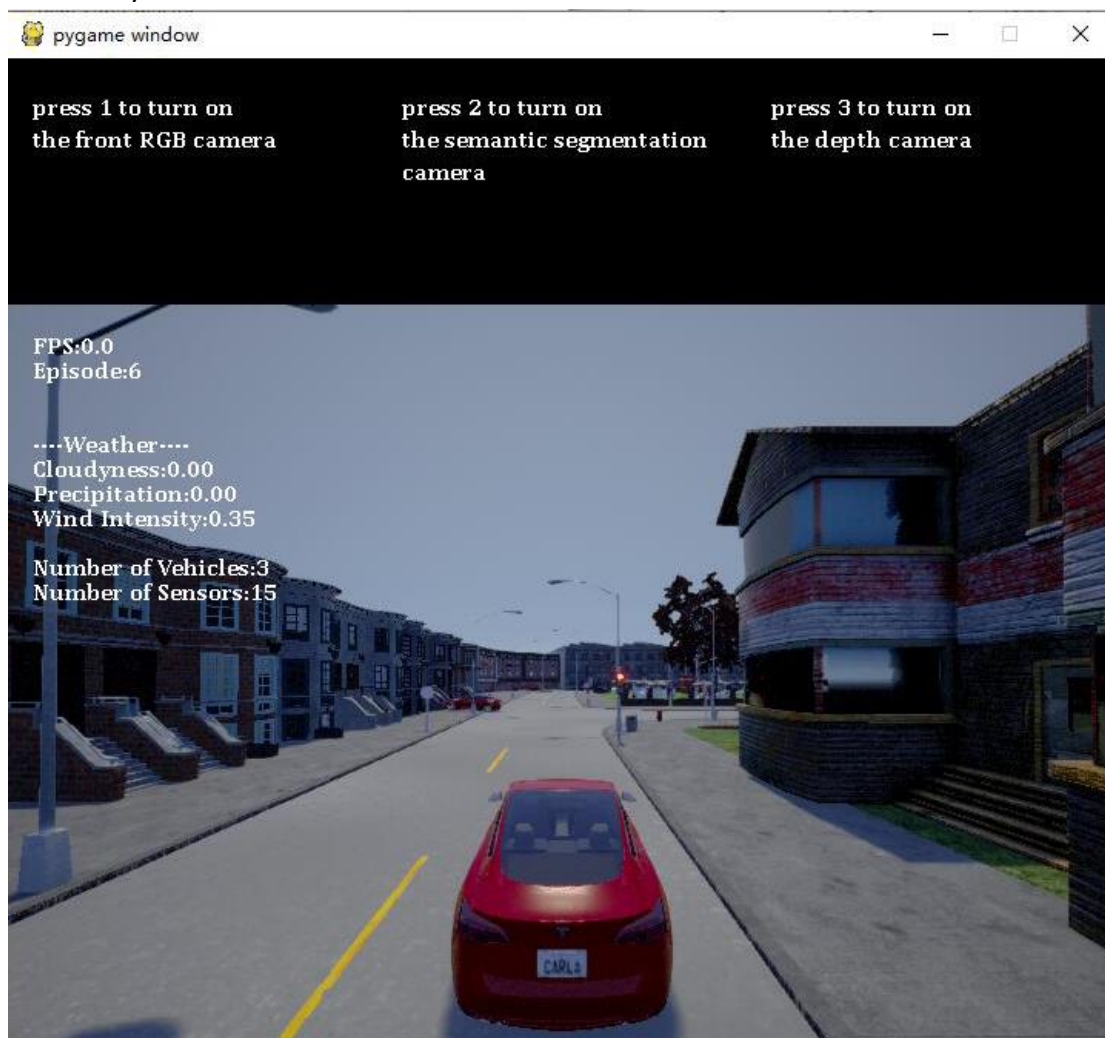 pygame window
press 1 to turn on
the front RGB camera
press 2 to turn on
the semantic segmentation
camera
press 3 to turn on
the depth camera
FPS:0.0
Episode:6
----Weather----
Cloudyness:0.00
Precipitation:0.00
Wind Intensity:0.35
Number of Vehicles:3
Number of Sensors:15
CARLA